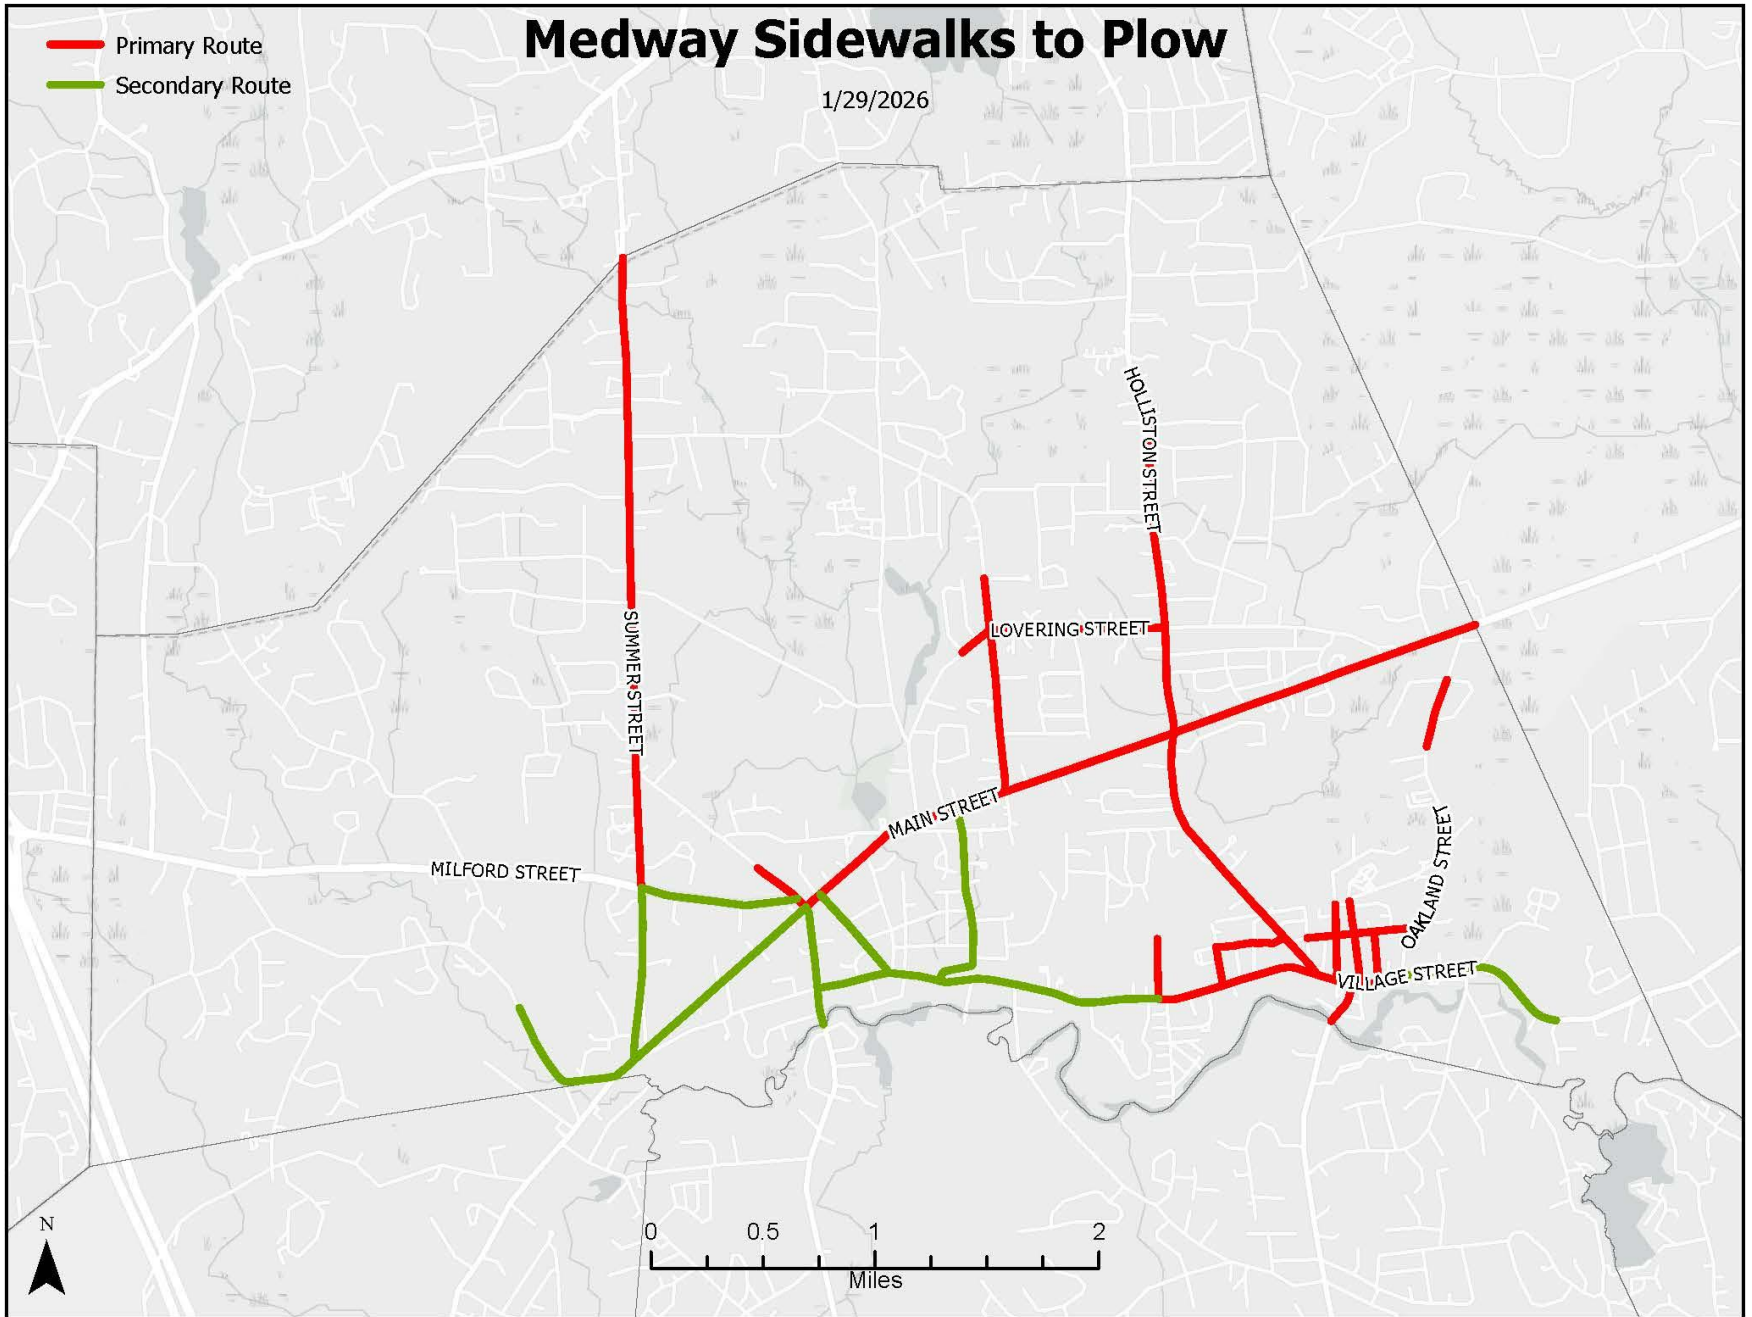 Medway Sidewalks to Plow
1/29/2026
Primary Route
Secondary Route
HOLLISTON STREET
LOVERING STREET
SUMMER STREET
MAIN STREET
MILFORD STREET
OAKLAND STREET
VILLAGE STREET
N
0 0.5 1 2
Miles